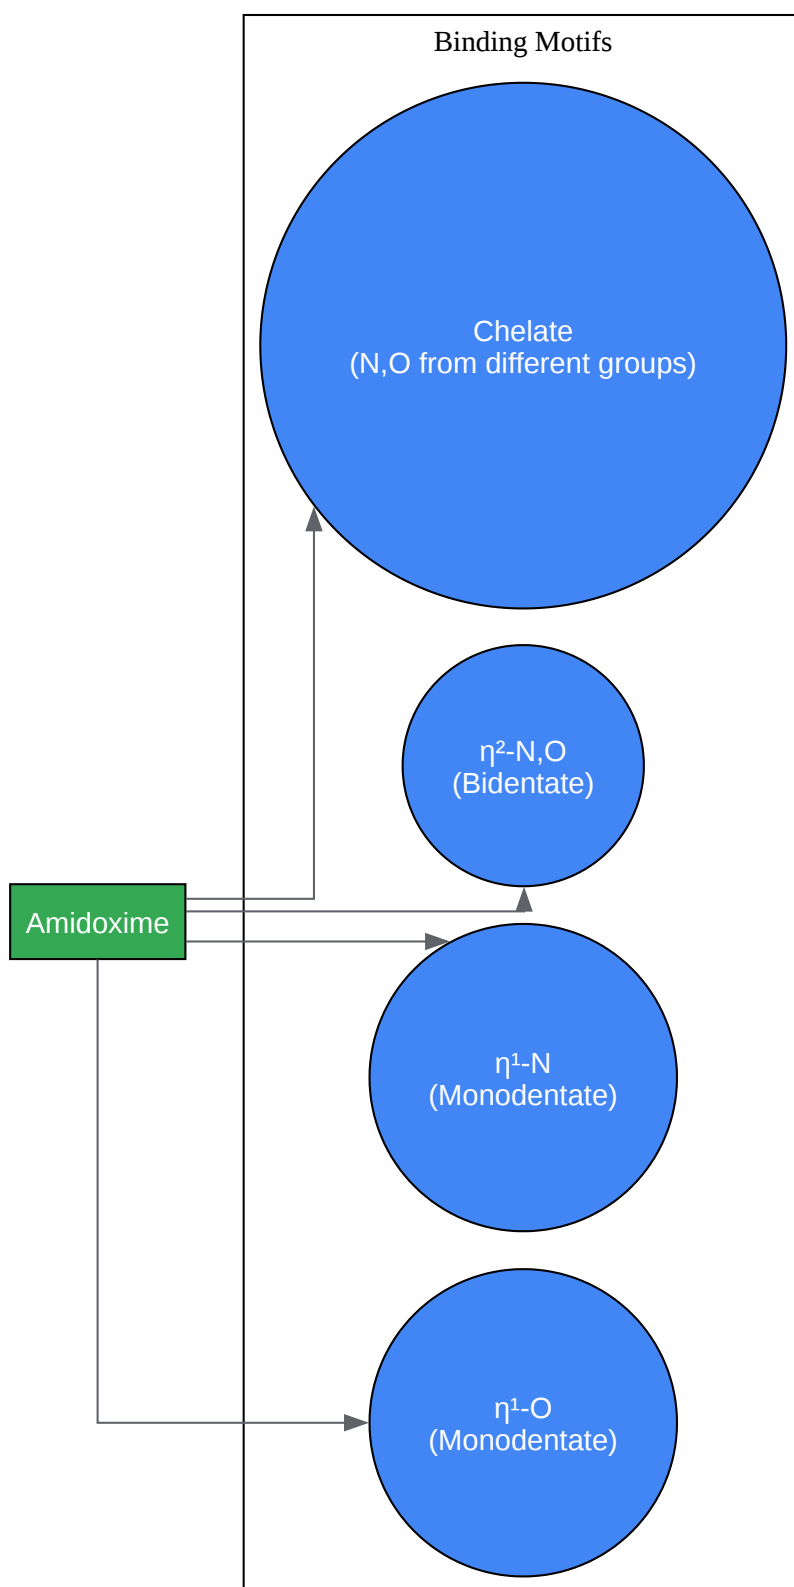 Binding Motifs
Chelate
(N,O from different groups)
η²-N,O
(Bidentate)
Amidoxime
η¹-N
(Monodentate)
η¹-O
(Monodentate)